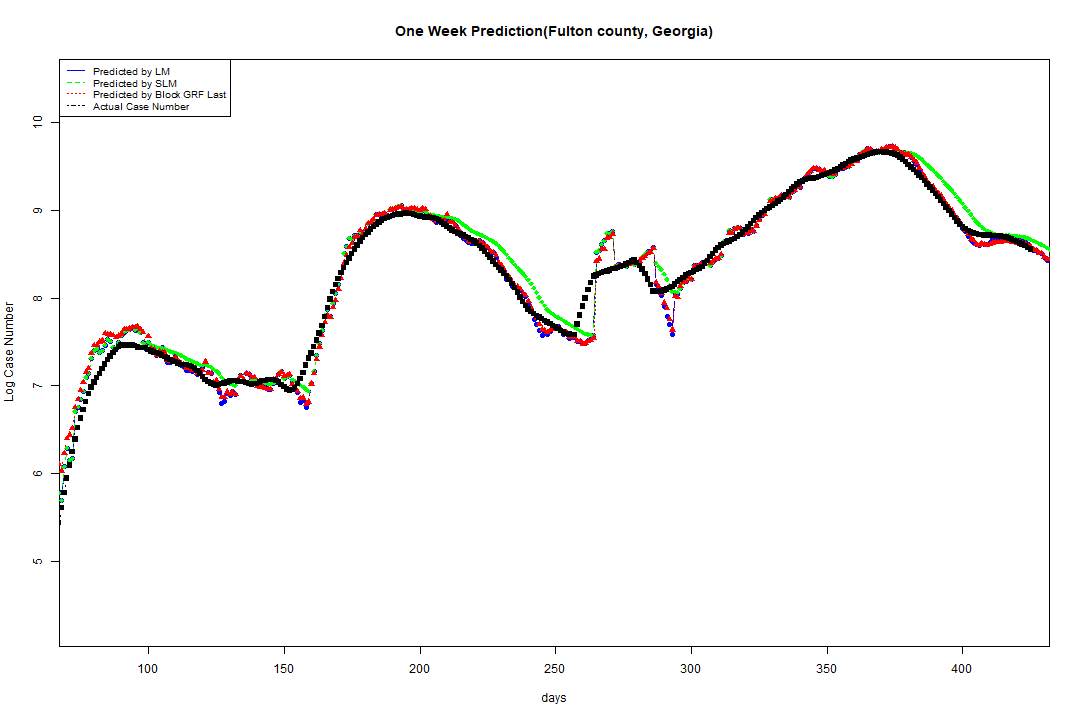 One Week Prediction(Fulton county, Georgia)
Predicted by LM
Predicted by SLM
Predicted by Block GRF Last
Actual Case Number
10
9
8
7
6
5
Log Case Number
100 150 200 250 300 350 400
days